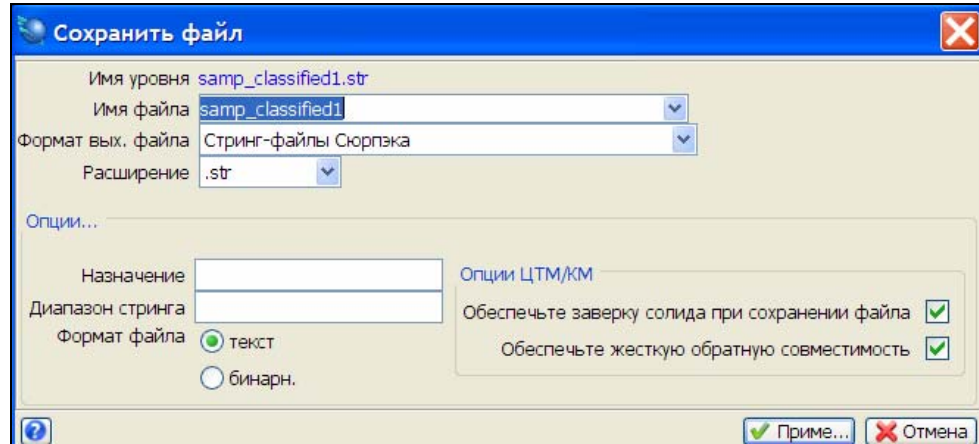 Сохранить файл
Имя уровня samp_classified1.str
Имя файла samp_classified1
Формат вых. файла Стринг-файлы Сюрпэка
Расширение .str
Опции...
Назначение
Диапазон стринга
Формат файла текст
бинарн.
Опции ЦТМ/КМ
Обеспечьте заверку солида при сохранении файла
Обеспечьте жесткую обратную совместимость
Приме... Отмена